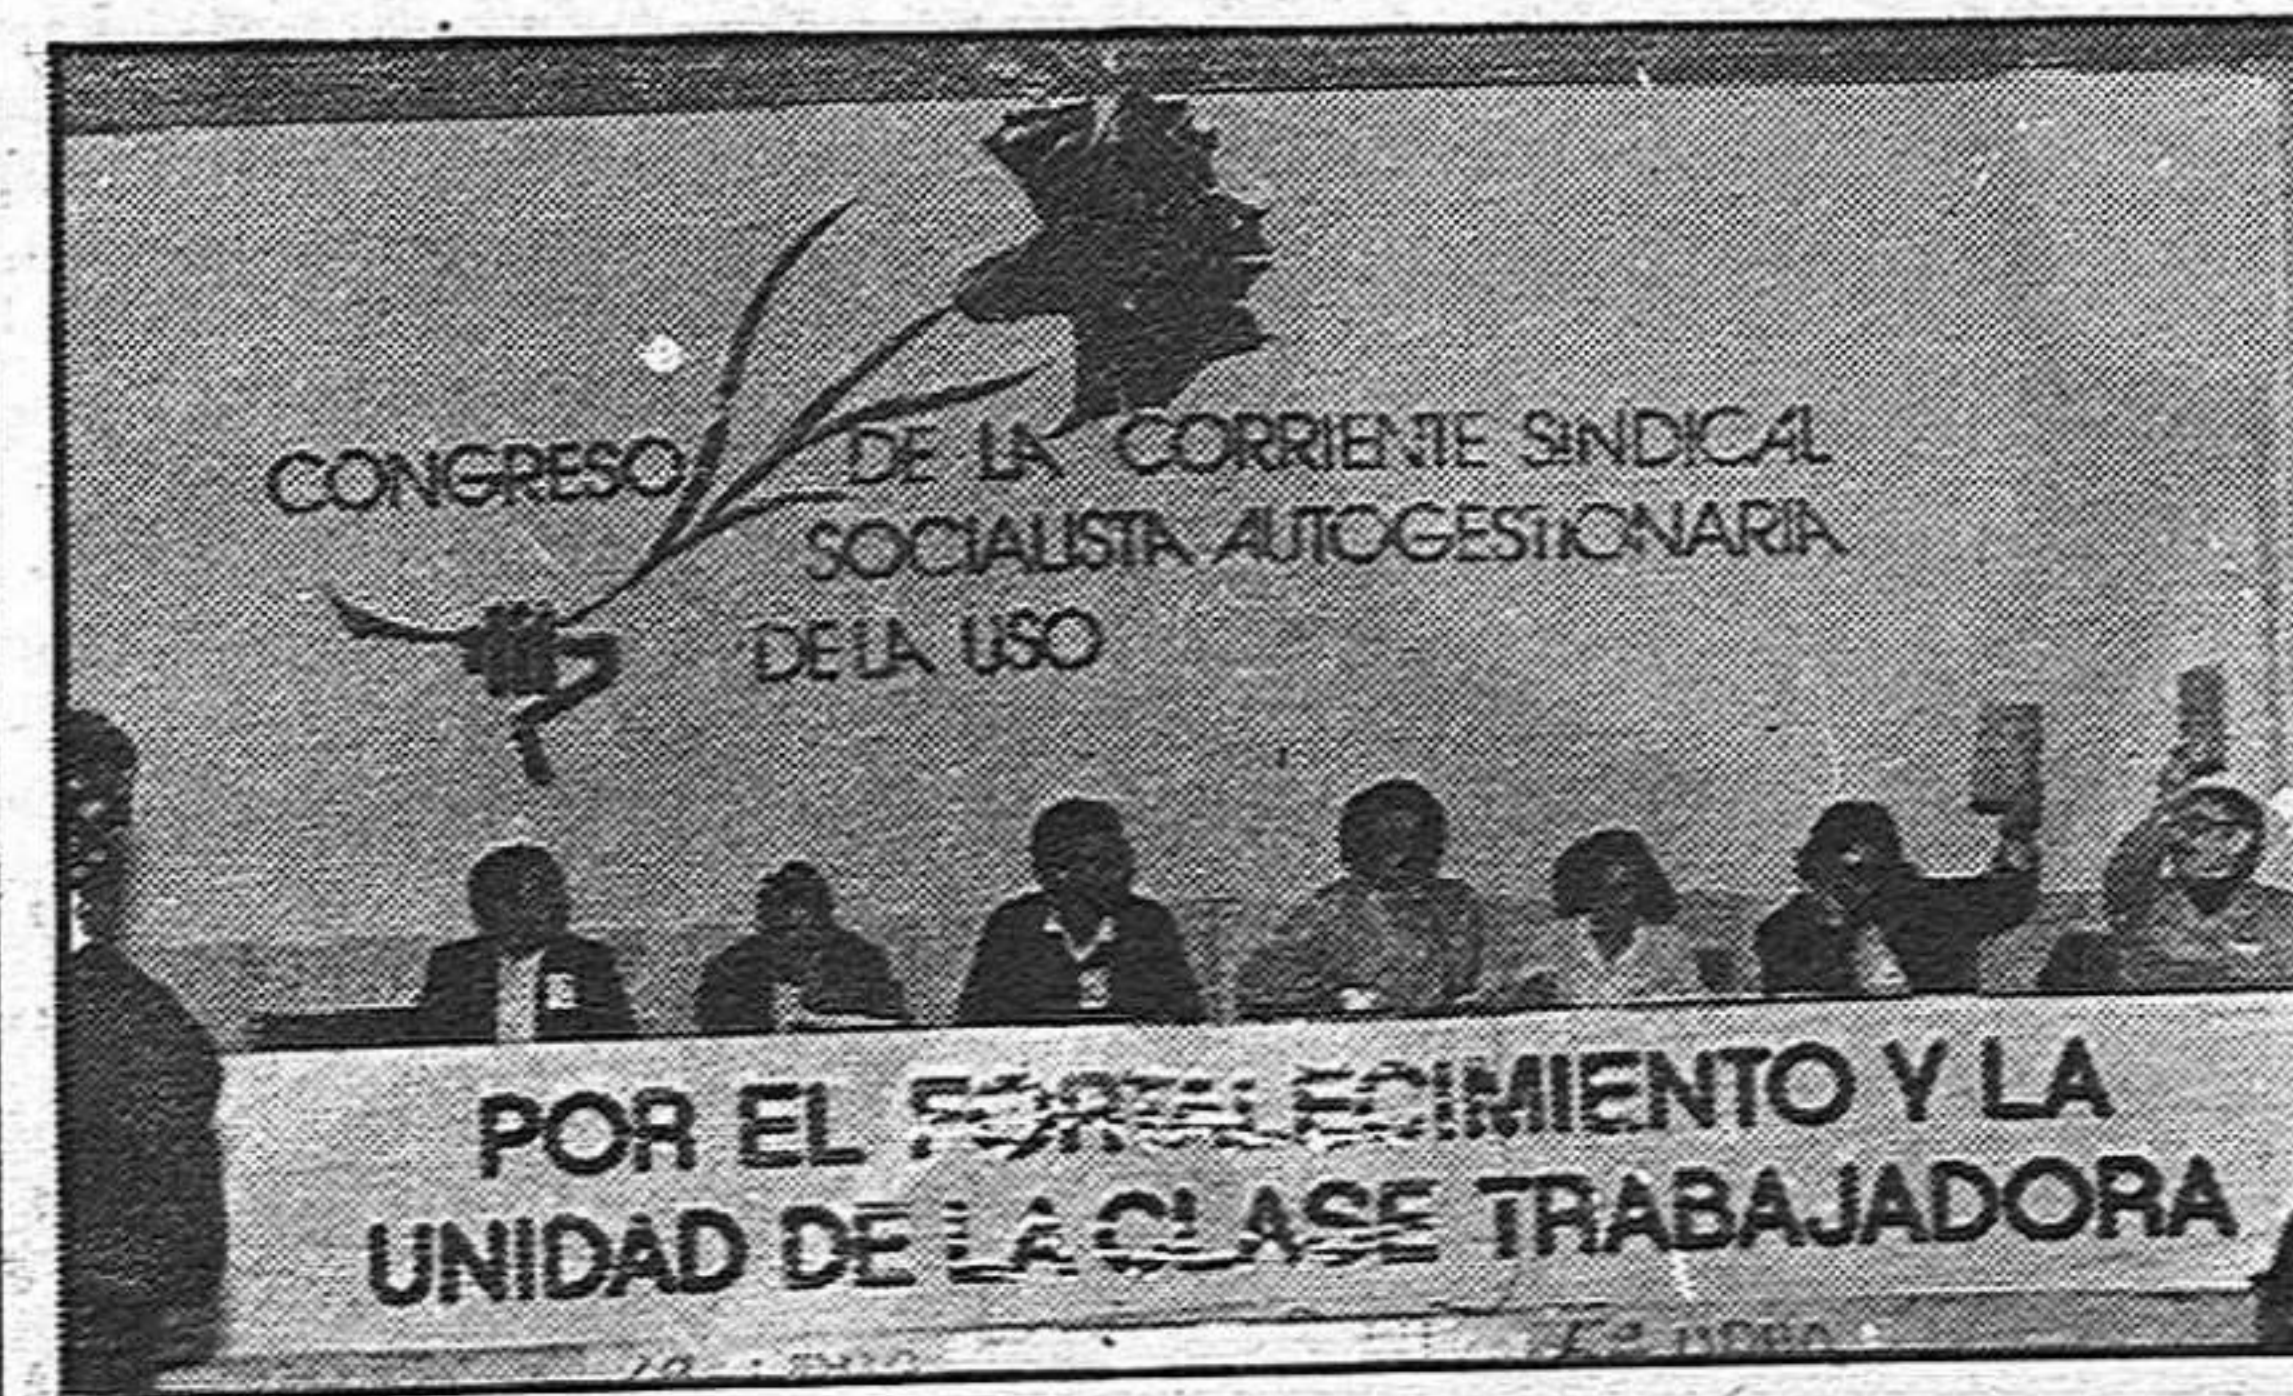 CONGRESO DE LA CORRIENTE SINDICAL
SOCIALISTA AUTOGESTIONARIA
DE LA USO
POR EL FORTALECIMIENTO Y LA
UNIDAD DE LA CLASE TRABAJADORA